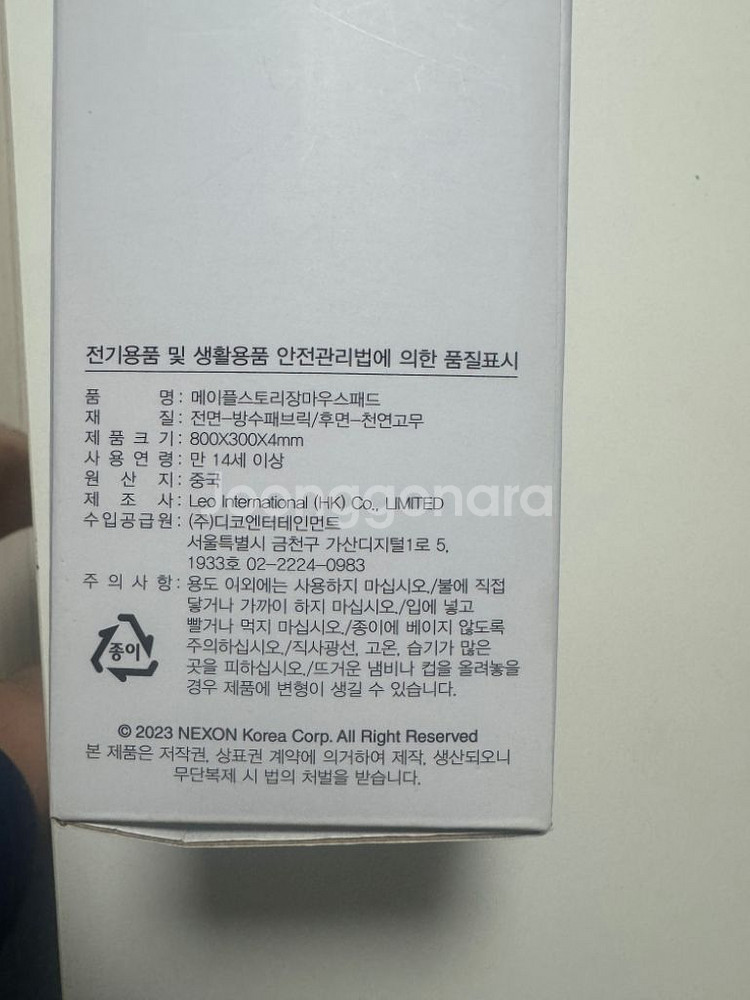 전기용품 및 생활용품 안전관리법에 의한 품질표시
품 명 : 메이플스토리장마우스패드
재 질 : 전면-방수패브릭/후면-천연고무
제 품 크 기 : 800X300X4mm
사 용 연 령 : 만 14세 이상
원 산 지 : 중국
Joonggonara
제 조 사 : Leo International (HK) Co., LIMITED
수입공급원 : (주)디코엔터테인먼트
서울특별시 금천구 가산디지털1로 5,
1933호 02-2224-0983
주 의 사 항 : 용도 이외에는 사용하지 마십시오./불에 직접
닿거나 가까이 하지 마십시오./입에 넣고
빨거나 먹지 마십시오./종이에 베이지 않도록
주의하십시오./직사광선, 고온, 습기가 많은
곳을 피하십시오./뜨거운 냄비나 컵을 올려놓을
경우 제품에 변형이 생길 수 있습니다.
종이
© 2023 NEXON Korea Corp. All Right Reserved
본 제품은 저작권, 상표권 계약에 의거하여 제작, 생산되오니
무단복제 시 법의 처벌을 받습니다.